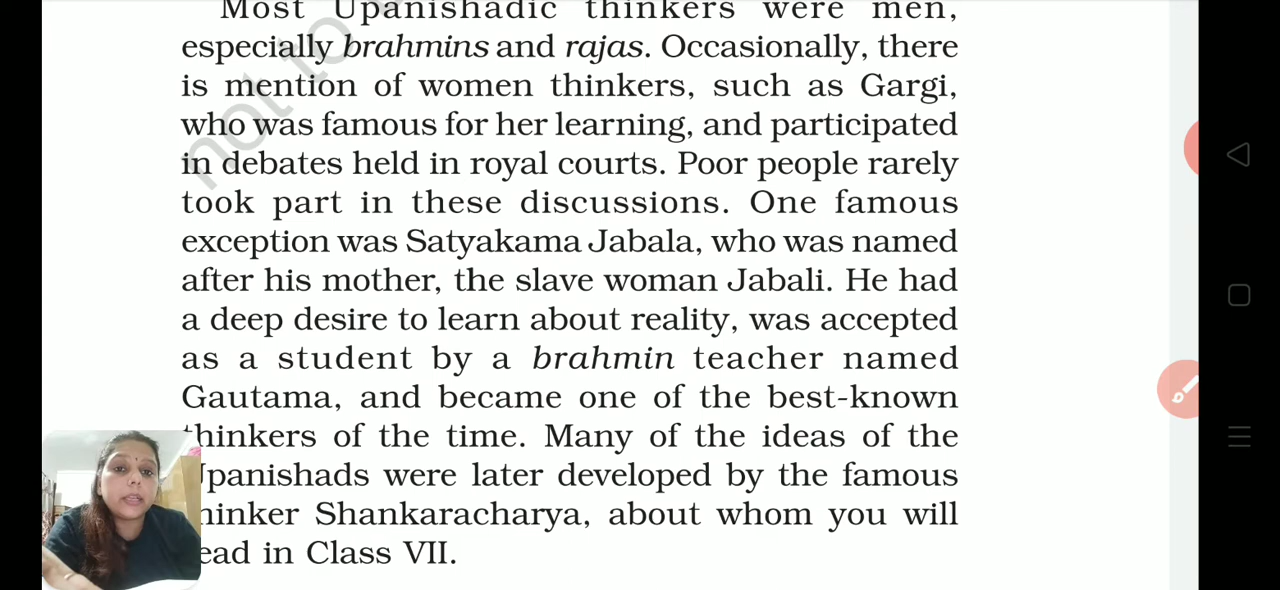 Most Upanishadic thinkers were men,
especially brahmins and rajas. Occasionally, there
is mention of women thinkers, such as Gargi,
who was famous for her learning, and participated
in debates held in royal courts. Poor people rarely
took part in these discussions. One famous
exception was Satyakama Jabala, who was named
after his mother, the slave woman Jabali. He had
a deep desire to learn about reality, was accepted
as a student by a brahmin teacher named
Gautama, and became one of the best-known
thinkers of the time. Many of the ideas of the
Upanishads were later developed by the famous
thinker Shankaracharya, about whom you will
read in Class VII.
not to